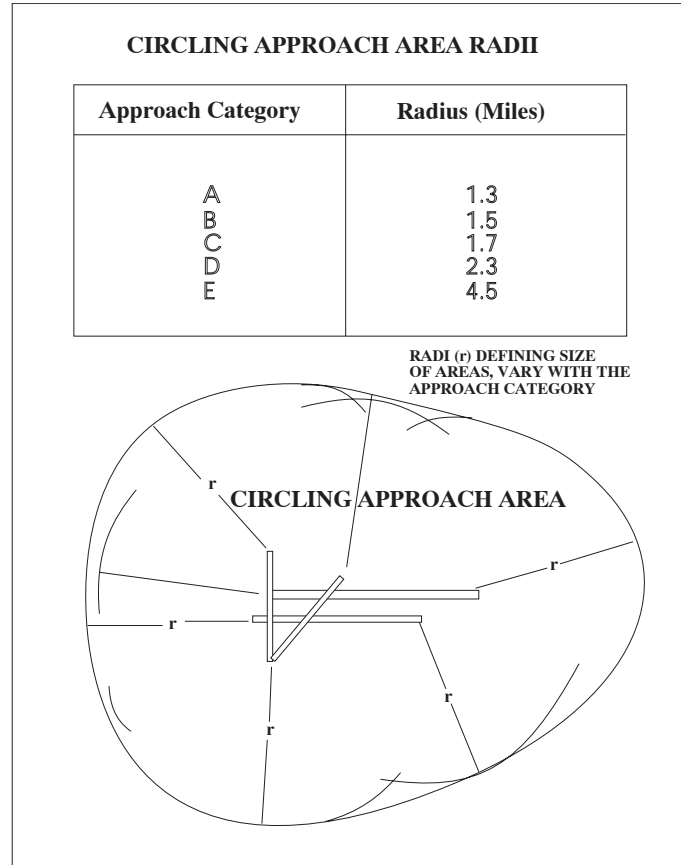 CIRCLING APPROACH AREA RADII
Approach Category Radius (Miles)
A 1.3
B 1.5
C 1.7
D 2.3
E 4.5
RADI (r) DEFINING SIZE
OF AREAS, VARY WITH THE
APPROACH CATEGORY
r
CIRCLING APPROACH AREA
r
r
r
r